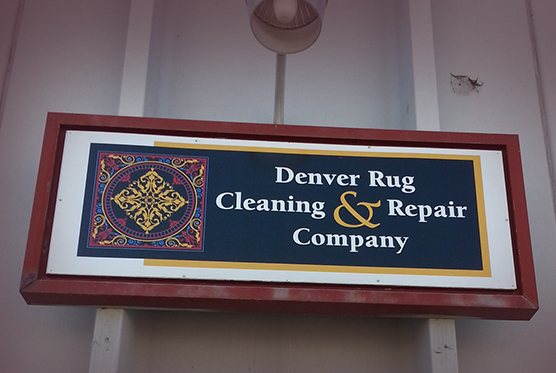 Denver Rug
Cleaning & Repair
Company